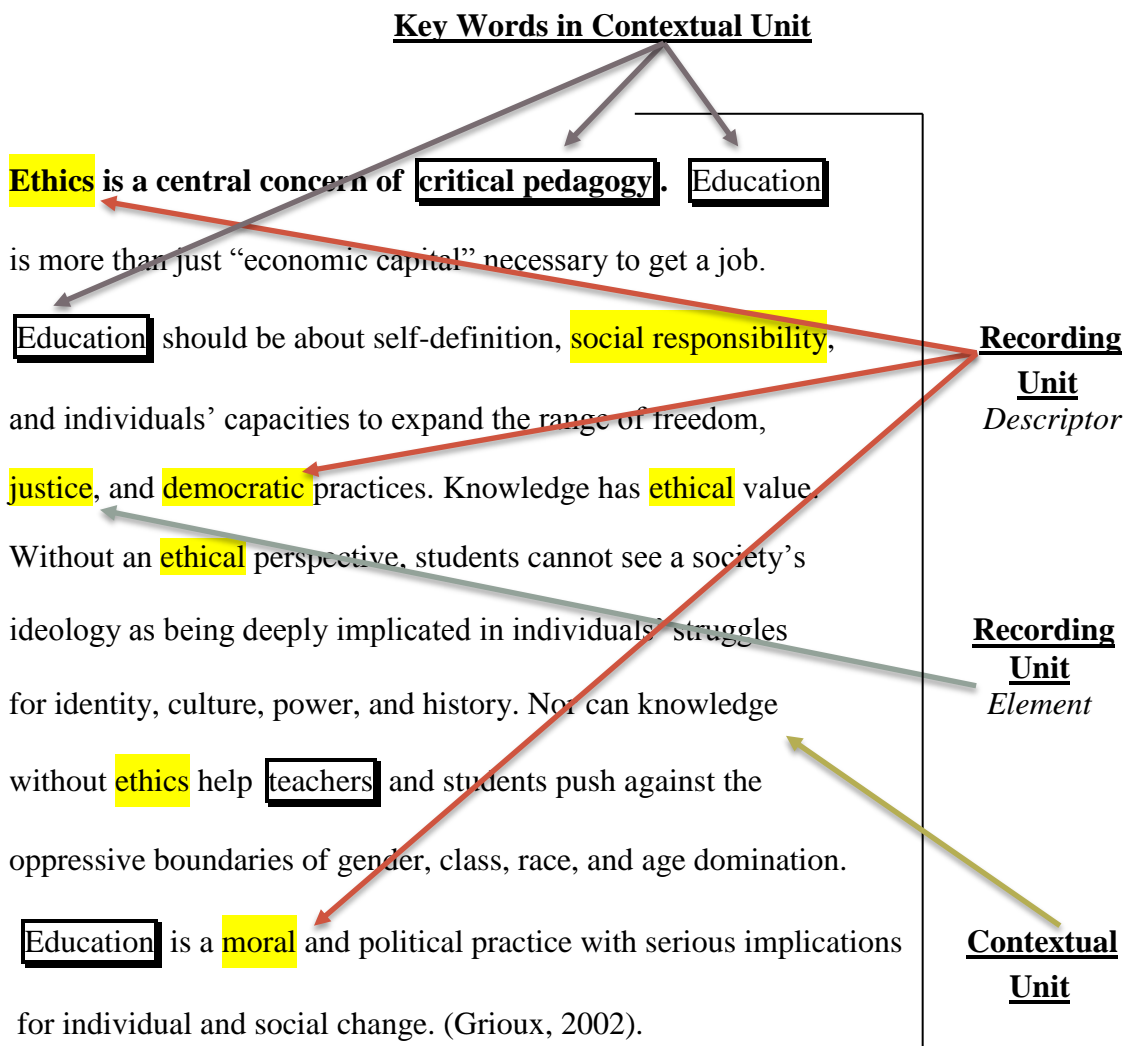 Key Words in Contextual Unit
Ethics is a central concern of critical pedagogy. Education
is more than just “economic capital” necessary to get a job.
Education should be about self-definition, social responsibility,
and individuals’ capacities to expand the range of freedom,
justice, and democratic practices. Knowledge has ethical value.
Without an ethical perspective, students cannot see a society’s
ideology as being deeply implicated in individuals’ struggles
for identity, culture, power, and history. Nor can knowledge
without ethics help teachers and students push against the
oppressive boundaries of gender, class, race, and age domination.
Education is a moral and political practice with serious implications
for individual and social change. (Grioux, 2002).
Recording
Unit
Descriptor
Recording
Unit
Element
Contextual
Unit